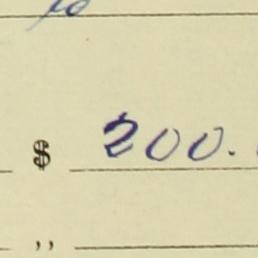 $ 200.
,,